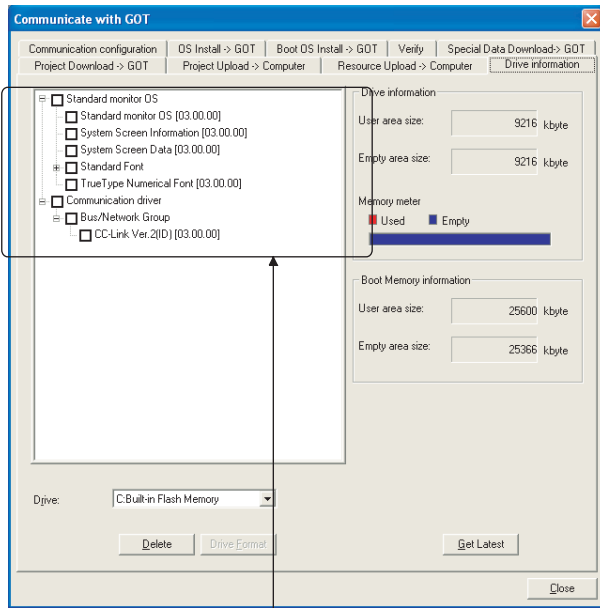 Communicate with GOT
Communication configuration OS Install -> GOT Boot OS Install -> GOT Verify Special Data Download-> GOT
Project Download -> GOT Project Upload -> Computer Resource Upload -> Computer Drive information
Standard monitor OS
Standard monitor OS [03.00.00]
System Screen Information [03.00.00]
System Screen Data [03.00.00]
Standard Font
TrueType Numerical Font [03.00.00]
Communication driver
Bus/Network Group
CC-Link Ver.2(ID) [03.00.00]
Drive information
User area size: 9216 kbyte
Empty area size: 9216 kbyte
Memory meter
Used Empty
Boot Memory information
User area size: 25600 kbyte
Empty area size: 25366 kbyte
Drive: C:Built-in Flash Memory
Delete Drive Format Get Latest
Close